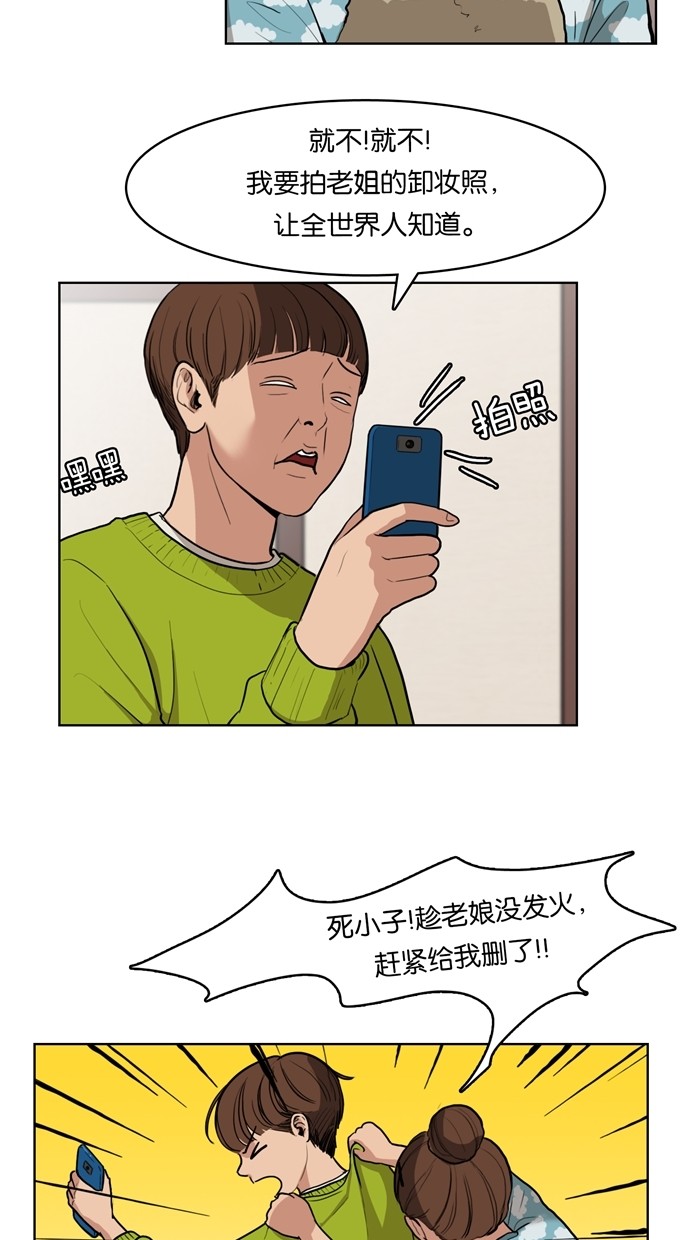 就不!就不!
我要拍老姐的卸妆照,
让全世界人知道。
拍照
嘿嘿
死小子!趁老娘没发火,
赶紧给我删了!!